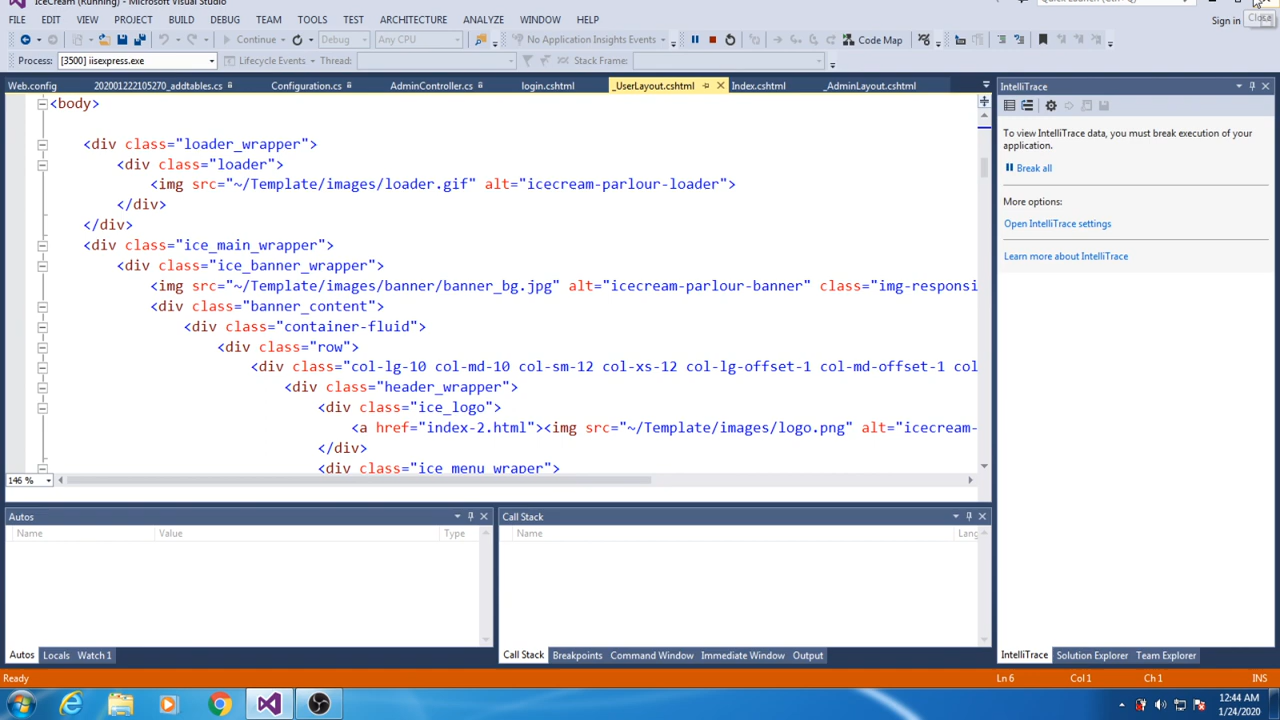 IceCream (Running) - Microsoft Visual Studio
Quick Launch (Ctrl+Q)
FILE EDIT VIEW PROJECT BUILD DEBUG TEAM TOOLS TEST ARCHITECTURE ANALYZE WINDOW HELP
Sign in
Close
Continue Debug Any CPU No Application Insights Events Code Map
Process: [3500] iisexpress.exe Lifecycle Events Thread: Stack Frame:
Web.config 202001222105270_addtables.cs Configuration.cs AdminController.cs login.cshtml _UserLayout.cshtml Index.cshtml _AdminLayout.cshtml
<body>
<div class="loader_wrapper">
<div class="loader">
<img src="~/Template/images/loader.gif" alt="icecream-parlour-loader">
</div>
</div>
<div class="ice_main_wrapper">
<div class="ice_banner_wrapper">
<img src="~/Template/images/banner/banner_bg.jpg" alt="icecream-parlour-banner" class="img-responsi
<div class="banner_content">
<div class="container-fluid">
<div class="row">
<div class="col-lg-10 col-md-10 col-sm-12 col-xs-12 col-lg-offset-1 col-md-offset-1 col
<div class="header_wrapper">
<div class="ice_logo">
<a href="index-2.html"><img src="~/Template/images/logo.png" alt="icecream-
</div>
<div class="ice_menu_wraper">
146 %
IntelliTrace
To view IntelliTrace data, you must break execution of your
application.
Break all
More options:
Open IntelliTrace settings
Learn more about IntelliTrace
Autos
Name Value Type
Call Stack
Name Lang
Autos Locals Watch 1
Call Stack Breakpoints Command Window Immediate Window Output
IntelliTrace Solution Explorer Team Explorer
Ready Ln 6 Col 1 Ch 1 INS
12:44 AM
1/24/2020